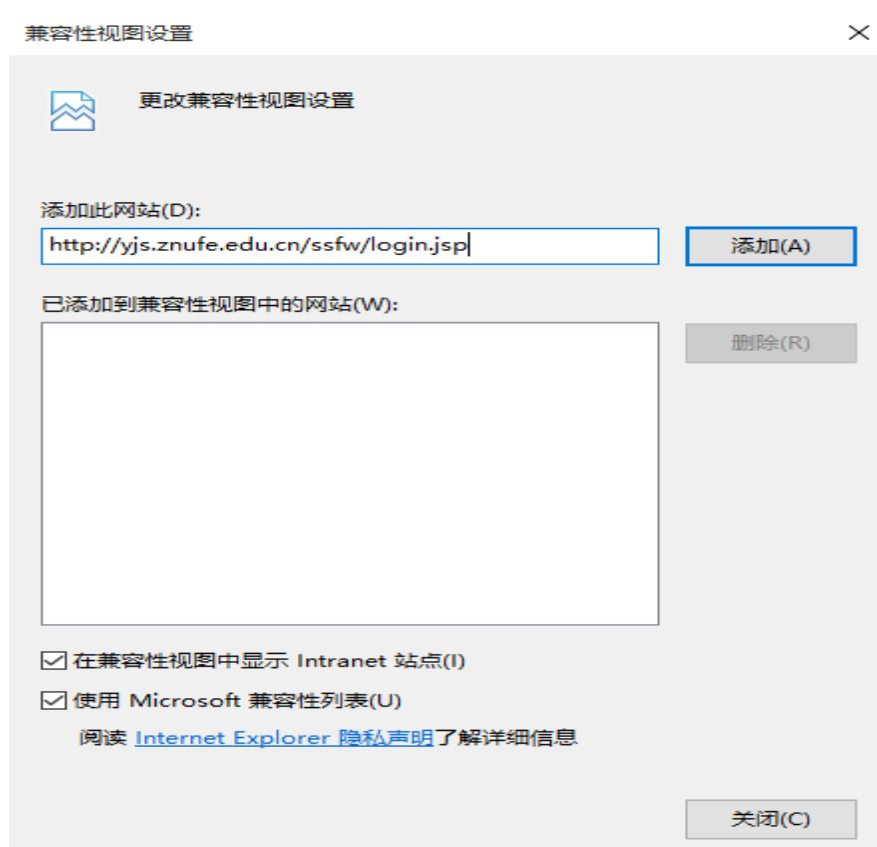 兼容性视图设置
更改兼容性视图设置
添加此网站(D):
http://yjs.znufe.edu.cn/ssfw/login.jsp
添加(A)
已添加到兼容性视图中的网站(W):
删除(R)
在兼容性视图中显示 Intranet 站点(I)
使用 Microsoft 兼容性列表(U)
阅读 Internet Explorer 隐私声明了解详细信息
关闭(C)